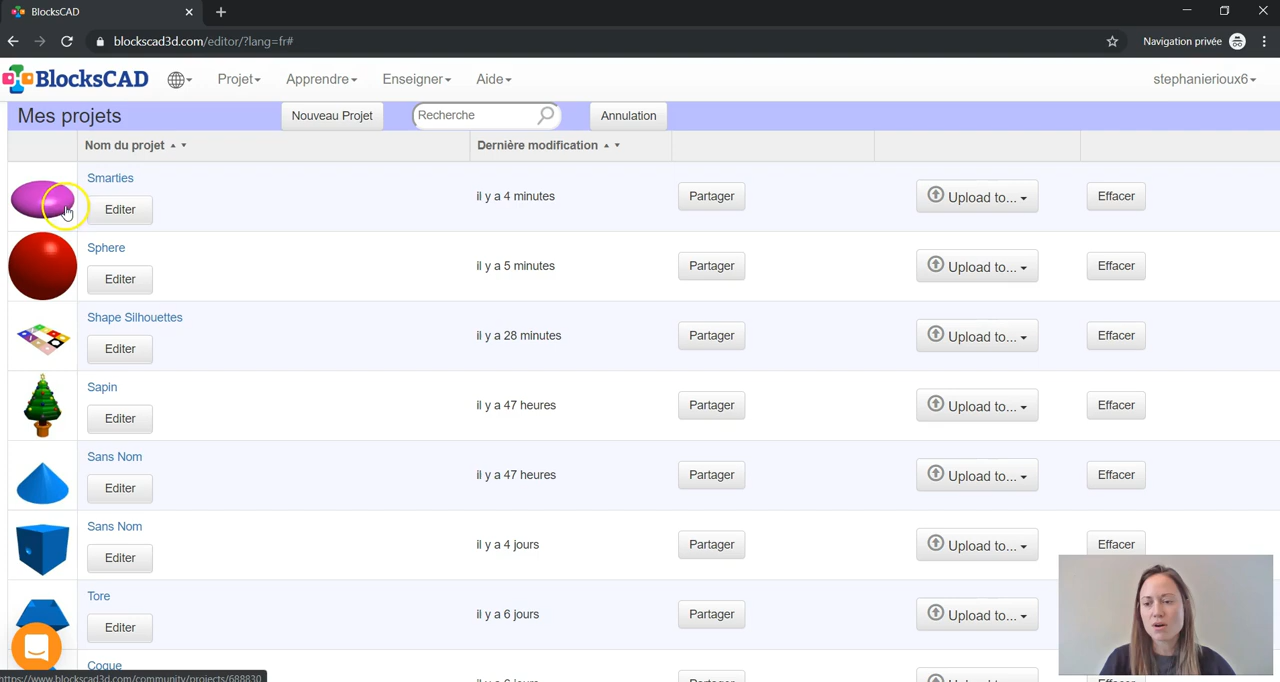 BlocksCAD
blockscad3d.com/editor/?lang=fr#
Navigation privée
BlocksCAD
Projet
Apprendre
Enseigner
Aide
stephanierioux6
Mes projets
Nouveau Projet
Recherche
Annulation
Nom du projet
Dernière modification
Smarties
Editer
il y a 4 minutes
Partager
Upload to...
Effacer
Sphere
Editer
il y a 5 minutes
Partager
Upload to...
Effacer
Shape Silhouettes
Editer
il y a 28 minutes
Partager
Upload to...
Effacer
Sapin
Editer
il y a 47 heures
Partager
Upload to...
Effacer
Sans Nom
Editer
il y a 47 heures
Partager
Upload to...
Effacer
Sans Nom
Editer
il y a 4 jours
Partager
Upload to...
Effacer
Tore
Editer
il y a 6 jours
Partager
Upload to...
Coque
https://www.blockscad3d.com/community/projects/688830